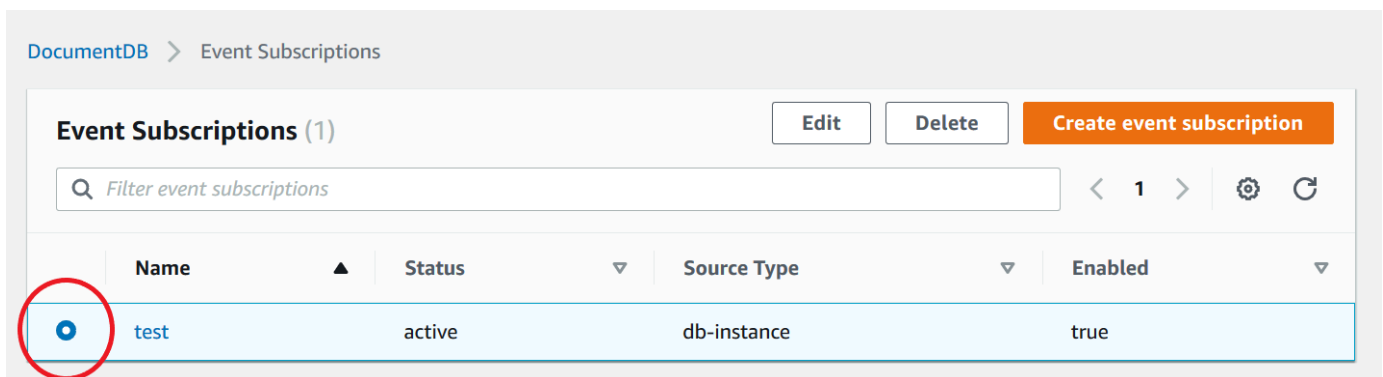 DocumentDB > Event Subscriptions
Event Subscriptions (1)
Edit
Delete
Create event subscription
Filter event subscriptions
< 1 >
Name Status Source Type Enabled
test active db-instance true